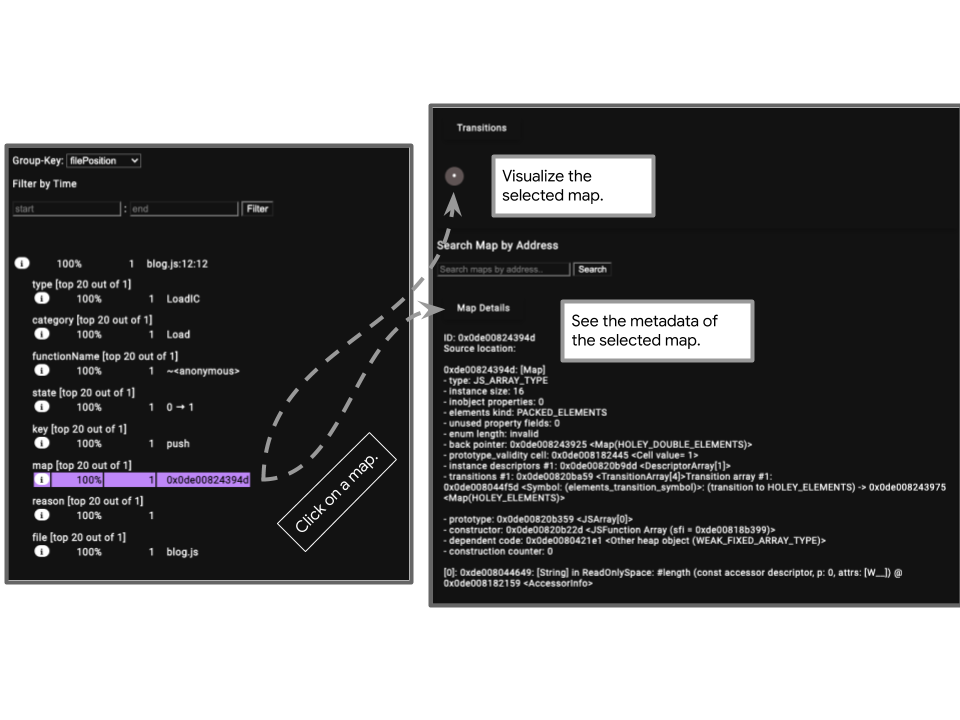 Group-Key: filePosition
Filter by Time
start : end Filter
i 100% 1 blog.js:12:12
type [top 20 out of 1]
i 100% 1 LoadIC
category [top 20 out of 1]
i 100% 1 Load
functionName [top 20 out of 1]
i 100% 1 ~<anonymous>
state [top 20 out of 1]
i 100% 1 0 → 1
key [top 20 out of 1]
i 100% 1 push
map [top 20 out of 1]
i 100% 1 0x0de00824394d
reason [top 20 out of 1]
i 100% 1
file [top 20 out of 1]
i 100% 1 blog.js
Click on a map.
Transitions
Visualize the
selected map.
Search Map by Address
Search maps by address.. Search
Map Details
See the metadata of
the selected map.
ID: 0x0de00824394d
Source location:
0xde00824394d: [Map]
- type: JS_ARRAY_TYPE
- instance size: 16
- inobject properties: 0
- elements kind: PACKED_ELEMENTS
- unused property fields: 0
- enum length: invalid
- back pointer: 0x0de008243925 <Map(HOLEY_DOUBLE_ELEMENTS)>
- prototype_validity cell: 0x0de008182445 <Cell value= 1>
- instance descriptors #1: 0x0de00820b9dd <DescriptorArray[1]>
- transitions #1: 0x0de00820ba59 <TransitionArray[4]>Transition array #1:
0x0de008044f5d <Symbol: (elements_transition_symbol)>: (transition to HOLEY_ELEMENTS) -> 0x0de008243975
<Map(HOLEY_ELEMENTS)>
- prototype: 0x0de00820b359 <JSArray[0]>
- constructor: 0x0de00820b22d <JSFunction Array (sfi = 0xde00818b399)>
- dependent code: 0x0de0080421e1 <Other heap object (WEAK_FIXED_ARRAY_TYPE)>
- construction counter: 0
[0]: 0xde008044649: [String] in ReadOnlySpace: #length (const accessor descriptor, p: 0, attrs: [W__]) @
0x0de008182159 <AccessorInfo>